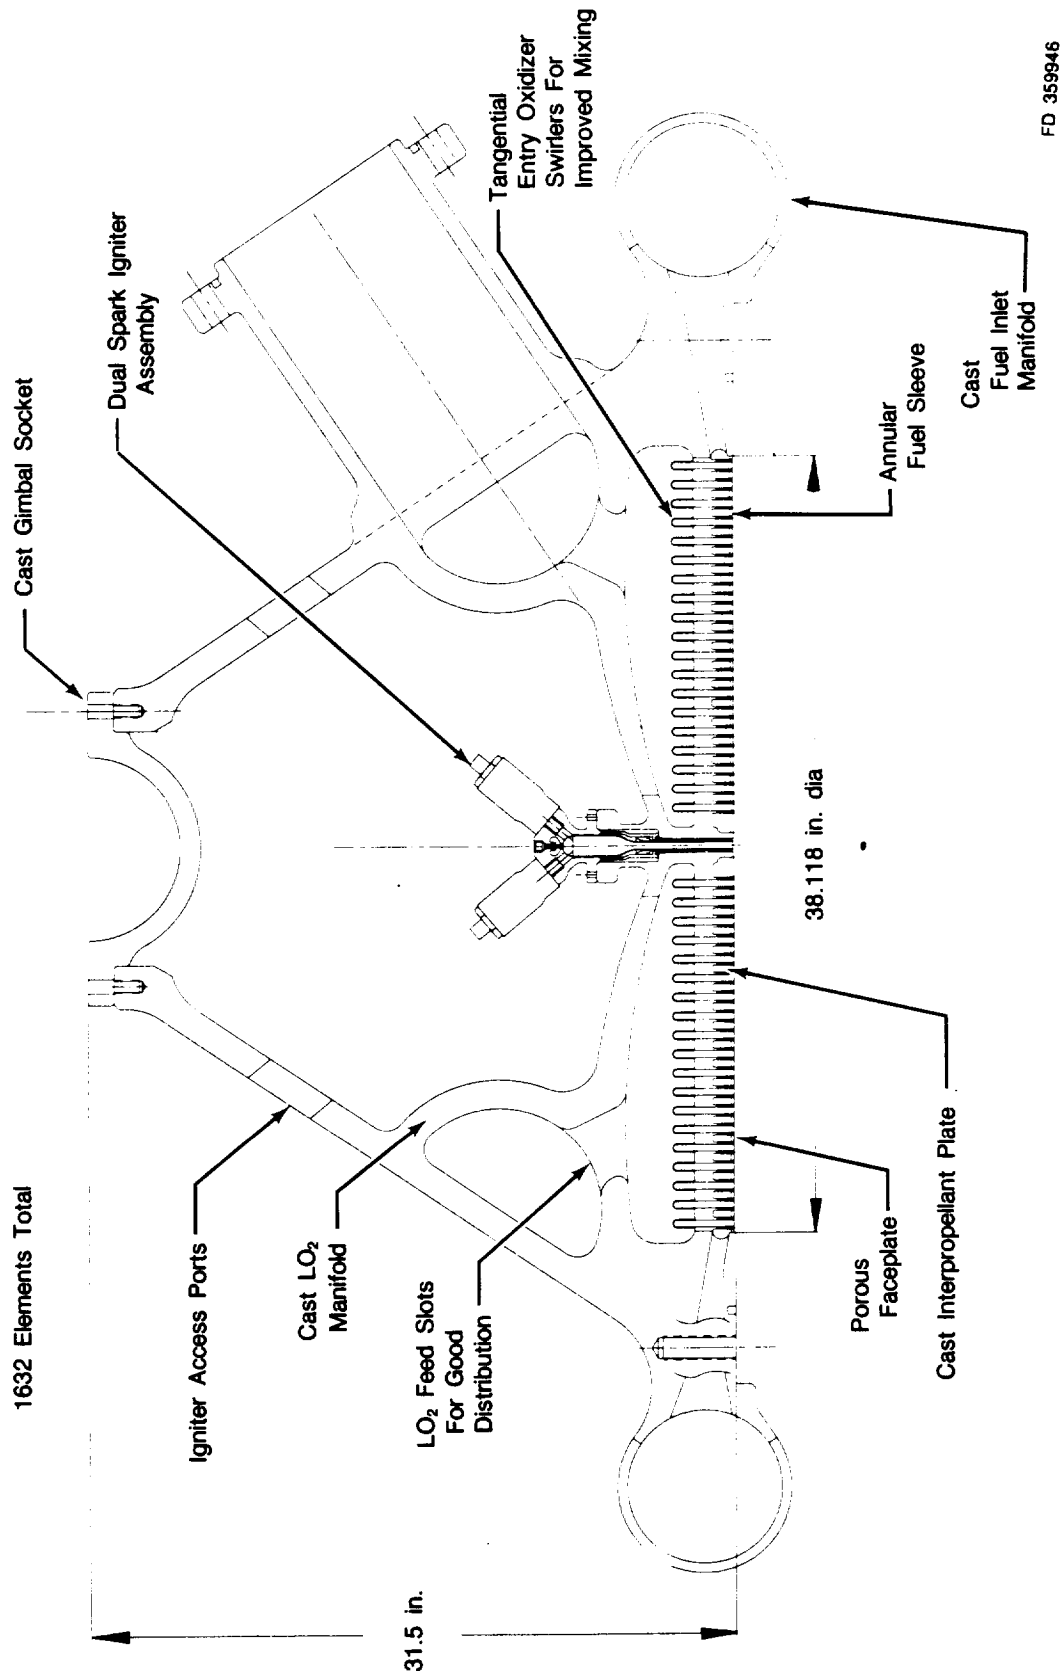 1632 Elements Total
Cast Gimbal Socket
Dual Spark Igniter
Assembly
Igniter Access Ports
Cast LO₂
Manifold
LO₂ Feed Slots
For Good
Distribution
Tangential
Entry Oxidizer
Swirlers For
Improved Mixing
31.5 in.
38.118 in. dia
Porous
Faceplate
Cast Interpropellant Plate
Annular
Fuel Sleeve
Cast
Fuel Inlet
Manifold
FD 359946